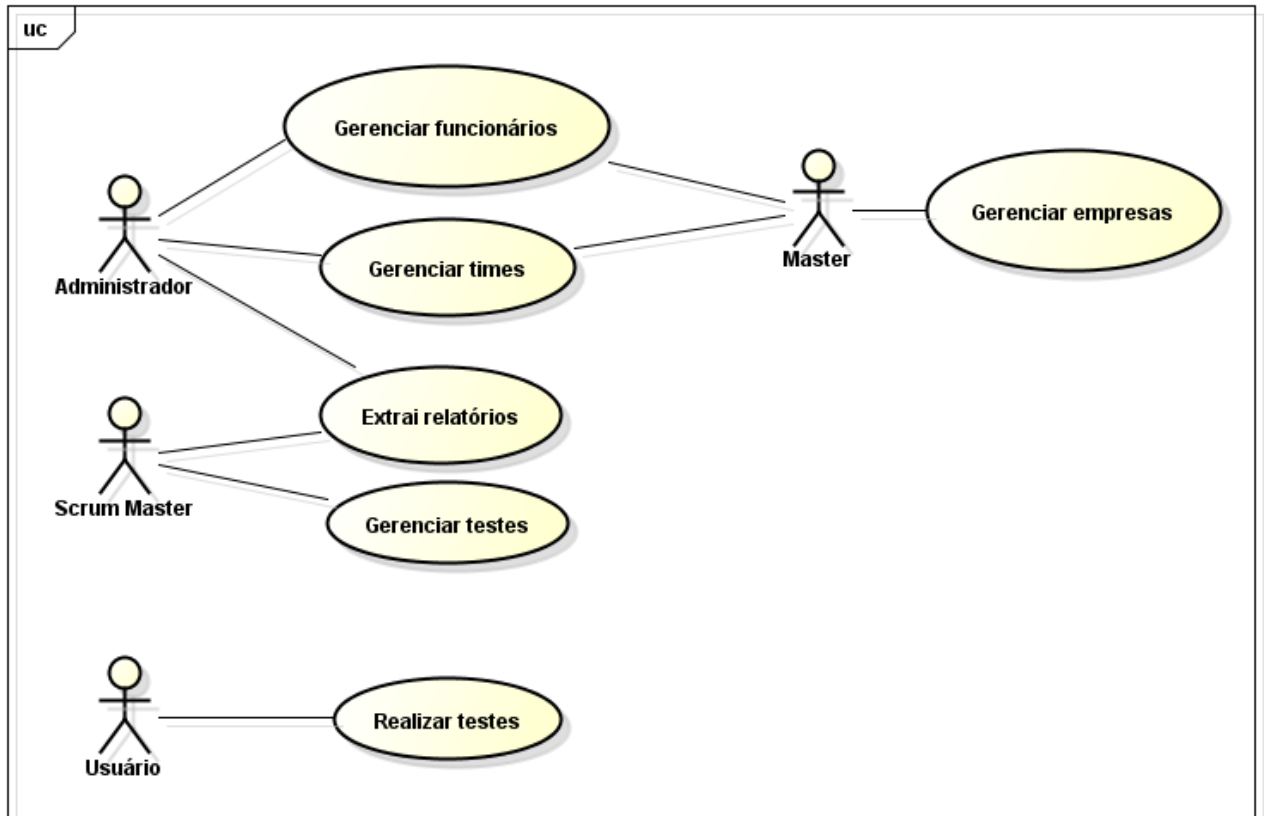 uc
Gerenciar funcionários
Administrador
Gerenciar times
Master
Gerenciar empresas
Extrai relatórios
Scrum Master
Gerenciar testes
Usuário
Realizar testes